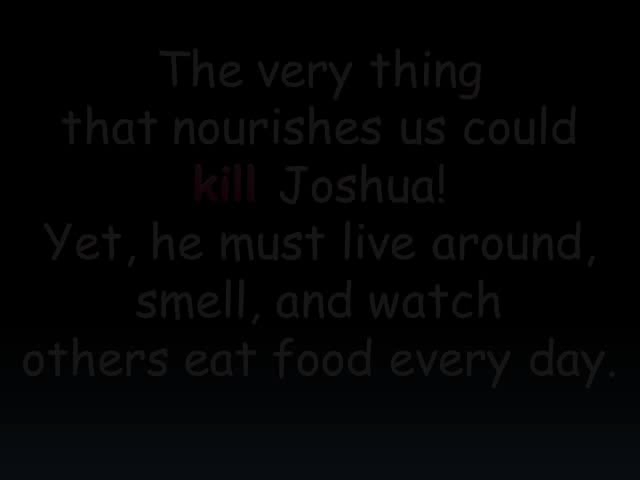 The very thing
that nourishes us could
kill Joshua!
Yet, he must live around,
smell, and watch
others eat food every day.